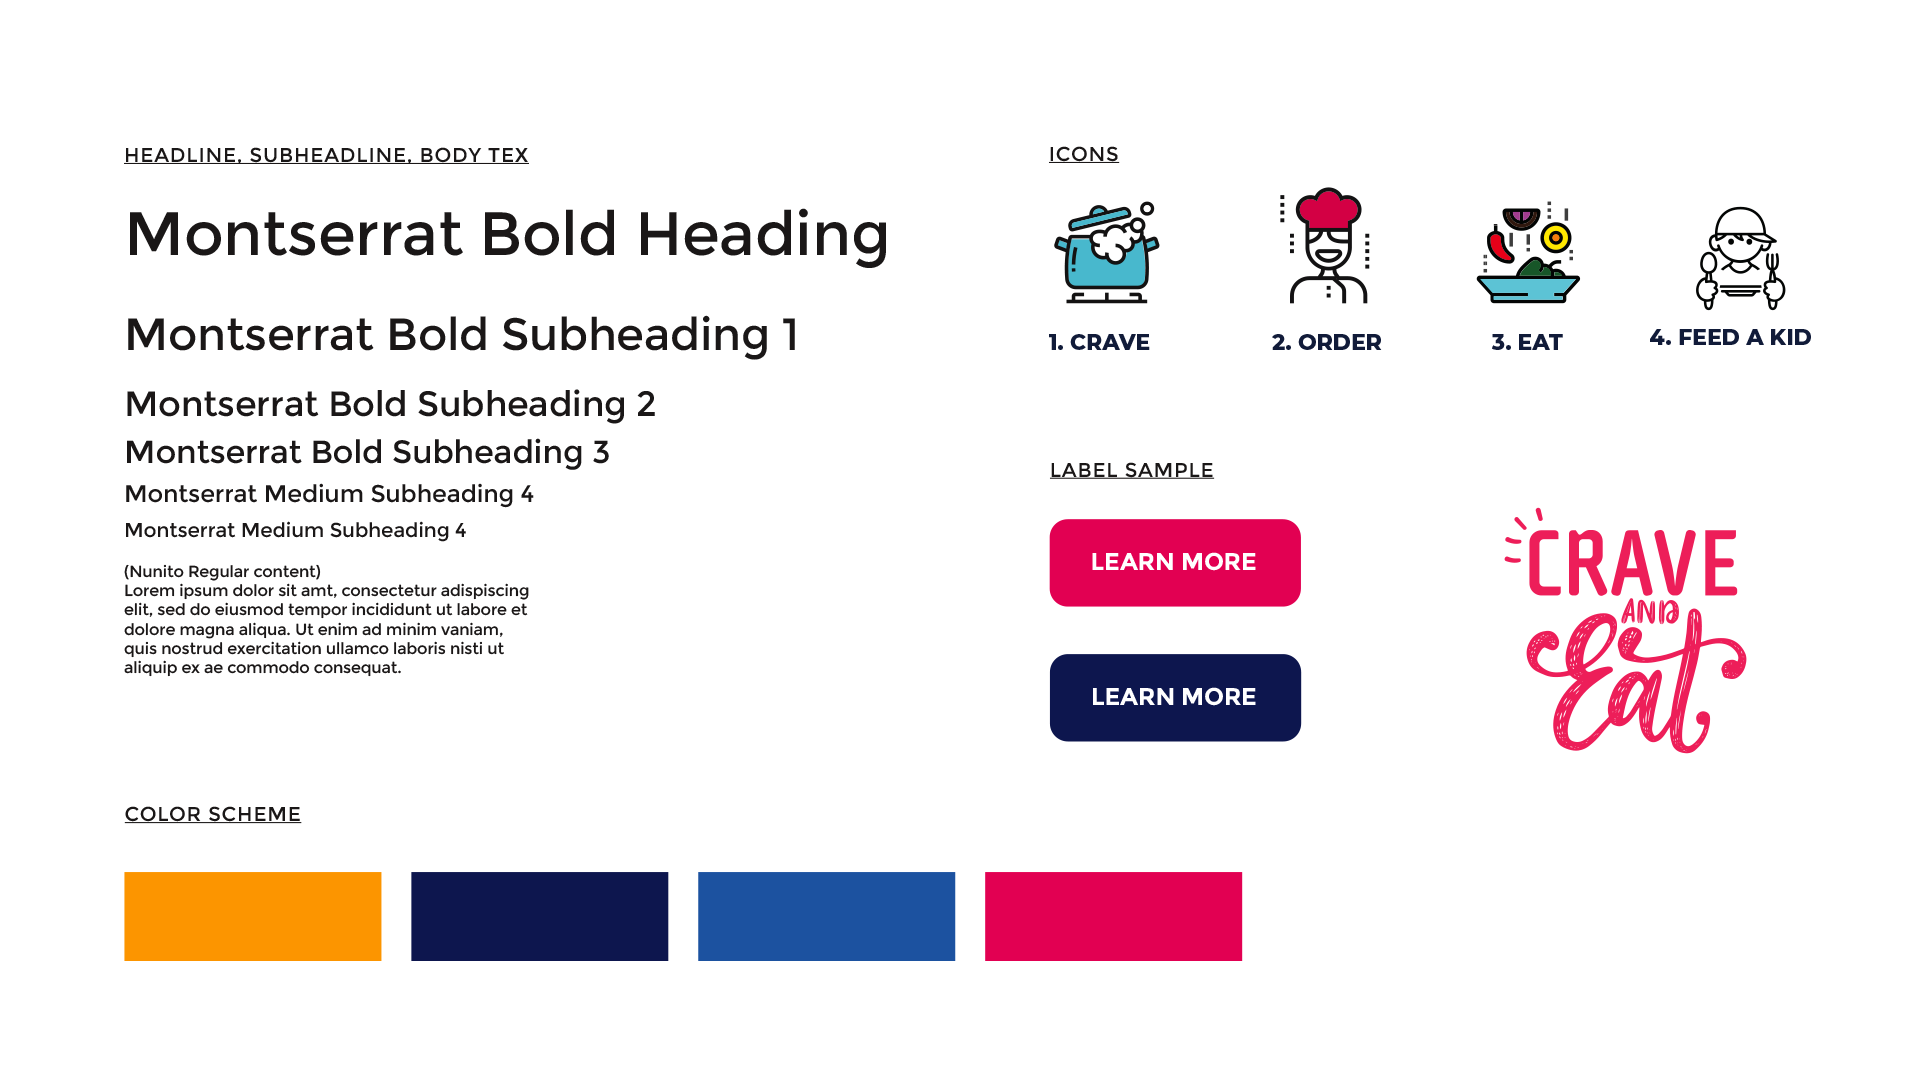 HEADLINE, SUBHEADLINE, BODY TEX
Montserrat Bold Heading
Montserrat Bold Subheading 1
Montserrat Bold Subheading 2
Montserrat Bold Subheading 3
Montserrat Medium Subheading 4
Montserrat Medium Subheading 4
(Nunito Regular content)
Lorem ipsum dolor sit amt, consectetur adipiscing
elit, sed do eiusmod tempor incididunt ut labore et
dolore magna aliqua. Ut enim ad minim vaniam,
quis nostrud exercitation ullamco laboris nisti ut
aliquip ex ae commodo consequat.
ICONS
1. CRAVE
2. ORDER
3. EAT
4. FEED A KID
LABEL SAMPLE
LEARN MORE
LEARN MORE
CRAVE
AND
Eat
COLOR SCHEME